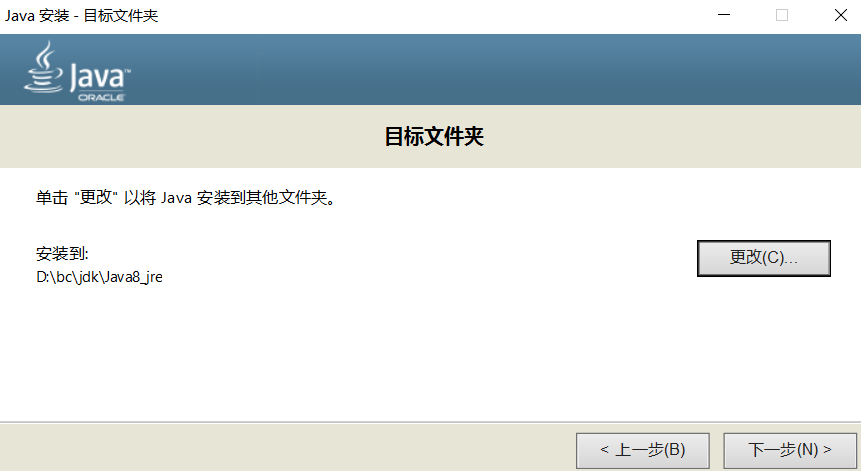 Java 安装 - 目标文件夹
Java™
ORACLE
目标文件夹
单击 "更改" 以将 Java 安装到其他文件夹。
安装到:
更改(C)...
D:\bc\jdk\Java8_jre
< 上一步(B)
下一步(N) >